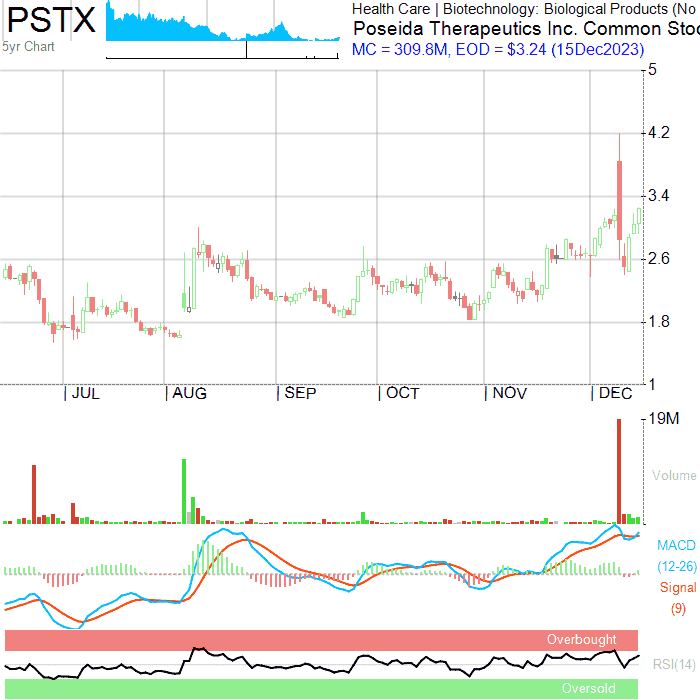 PSTX
5yr Chart
Health Care | Biotechnology: Biological Products (No
Poseida Therapeutics Inc. Common Stoc
MC = 309.8M, EOD = $3.24 (15Dec2023)
5
4.2
3.4
2.6
1.8
1
JUL AUG SEP OCT NOV DEC
19M
Volume
MACD
(12-26)
Signal
(9)
Overbought
RSI(14)
Oversold